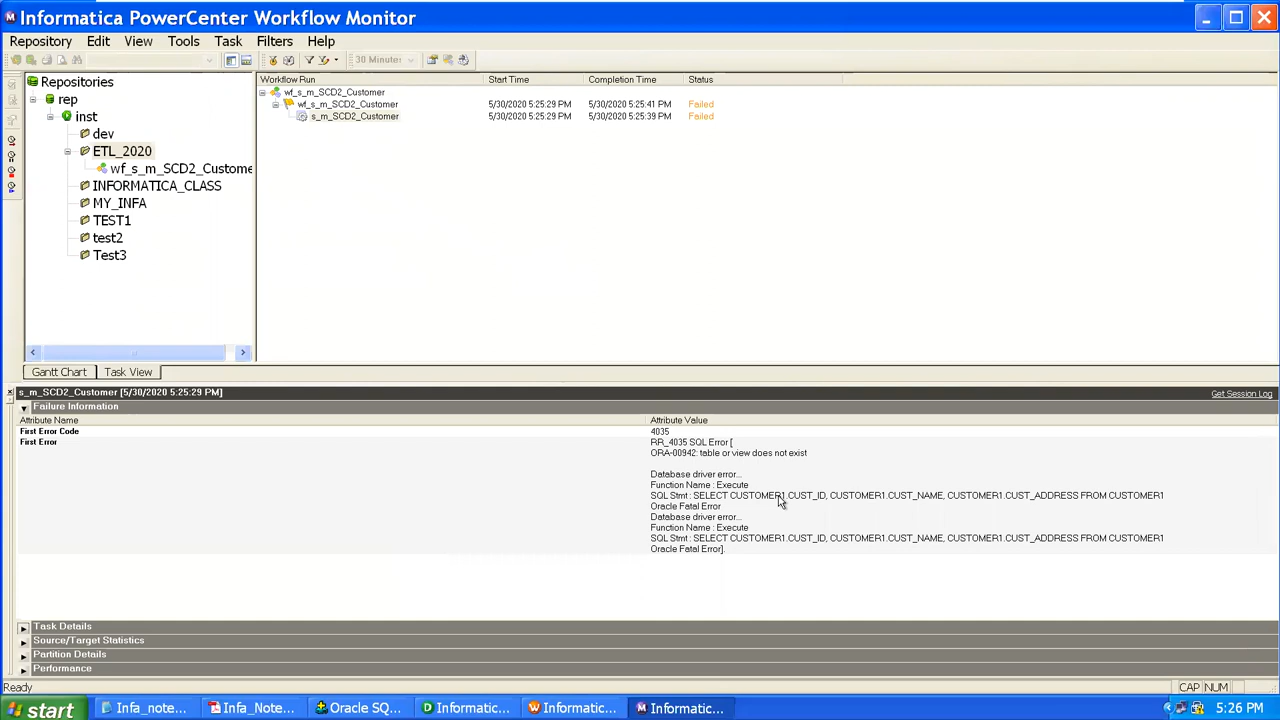 Informatica PowerCenter Workflow Monitor
Repository Edit View Tools Task Filters Help
30 Minutes
Repositories
rep
inst
dev
ETL_2020
wf_s_m_SCD2_Custome
INFORMATICA_CLASS
MY_INFA
TEST1
test2
Test3
Workflow Run Start Time Completion Time Status
wf_s_m_SCD2_Customer
wf_s_m_SCD2_Customer 5/30/2020 5:25:29 PM 5/30/2020 5:25:41 PM Failed
s_m_SCD2_Customer 5/30/2020 5:25:29 PM 5/30/2020 5:25:39 PM Failed
Gantt Chart Task View
s_m_SCD2_Customer [5/30/2020 5:25:29 PM] Get Session Log
Failure Information
Attribute Name Attribute Value
First Error Code 4035
First Error RR_4035 SQL Error [
ORA-00942: table or view does not exist
Database driver error...
Function Name : Execute
SQL Stmt : SELECT CUSTOMER1.CUST_ID, CUSTOMER1.CUST_NAME, CUSTOMER1.CUST_ADDRESS FROM CUSTOMER1
Oracle Fatal Error
Database driver error...
Function Name : Execute
SQL Stmt : SELECT CUSTOMER1.CUST_ID, CUSTOMER1.CUST_NAME, CUSTOMER1.CUST_ADDRESS FROM CUSTOMER1
Oracle Fatal Error].
Task Details
Source/Target Statistics
Partition Details
Performance
Ready CAP NUM
start Infa_note... Infa_Note... Oracle SQ... Informatic... Informatic... Informatic... 5:26 PM